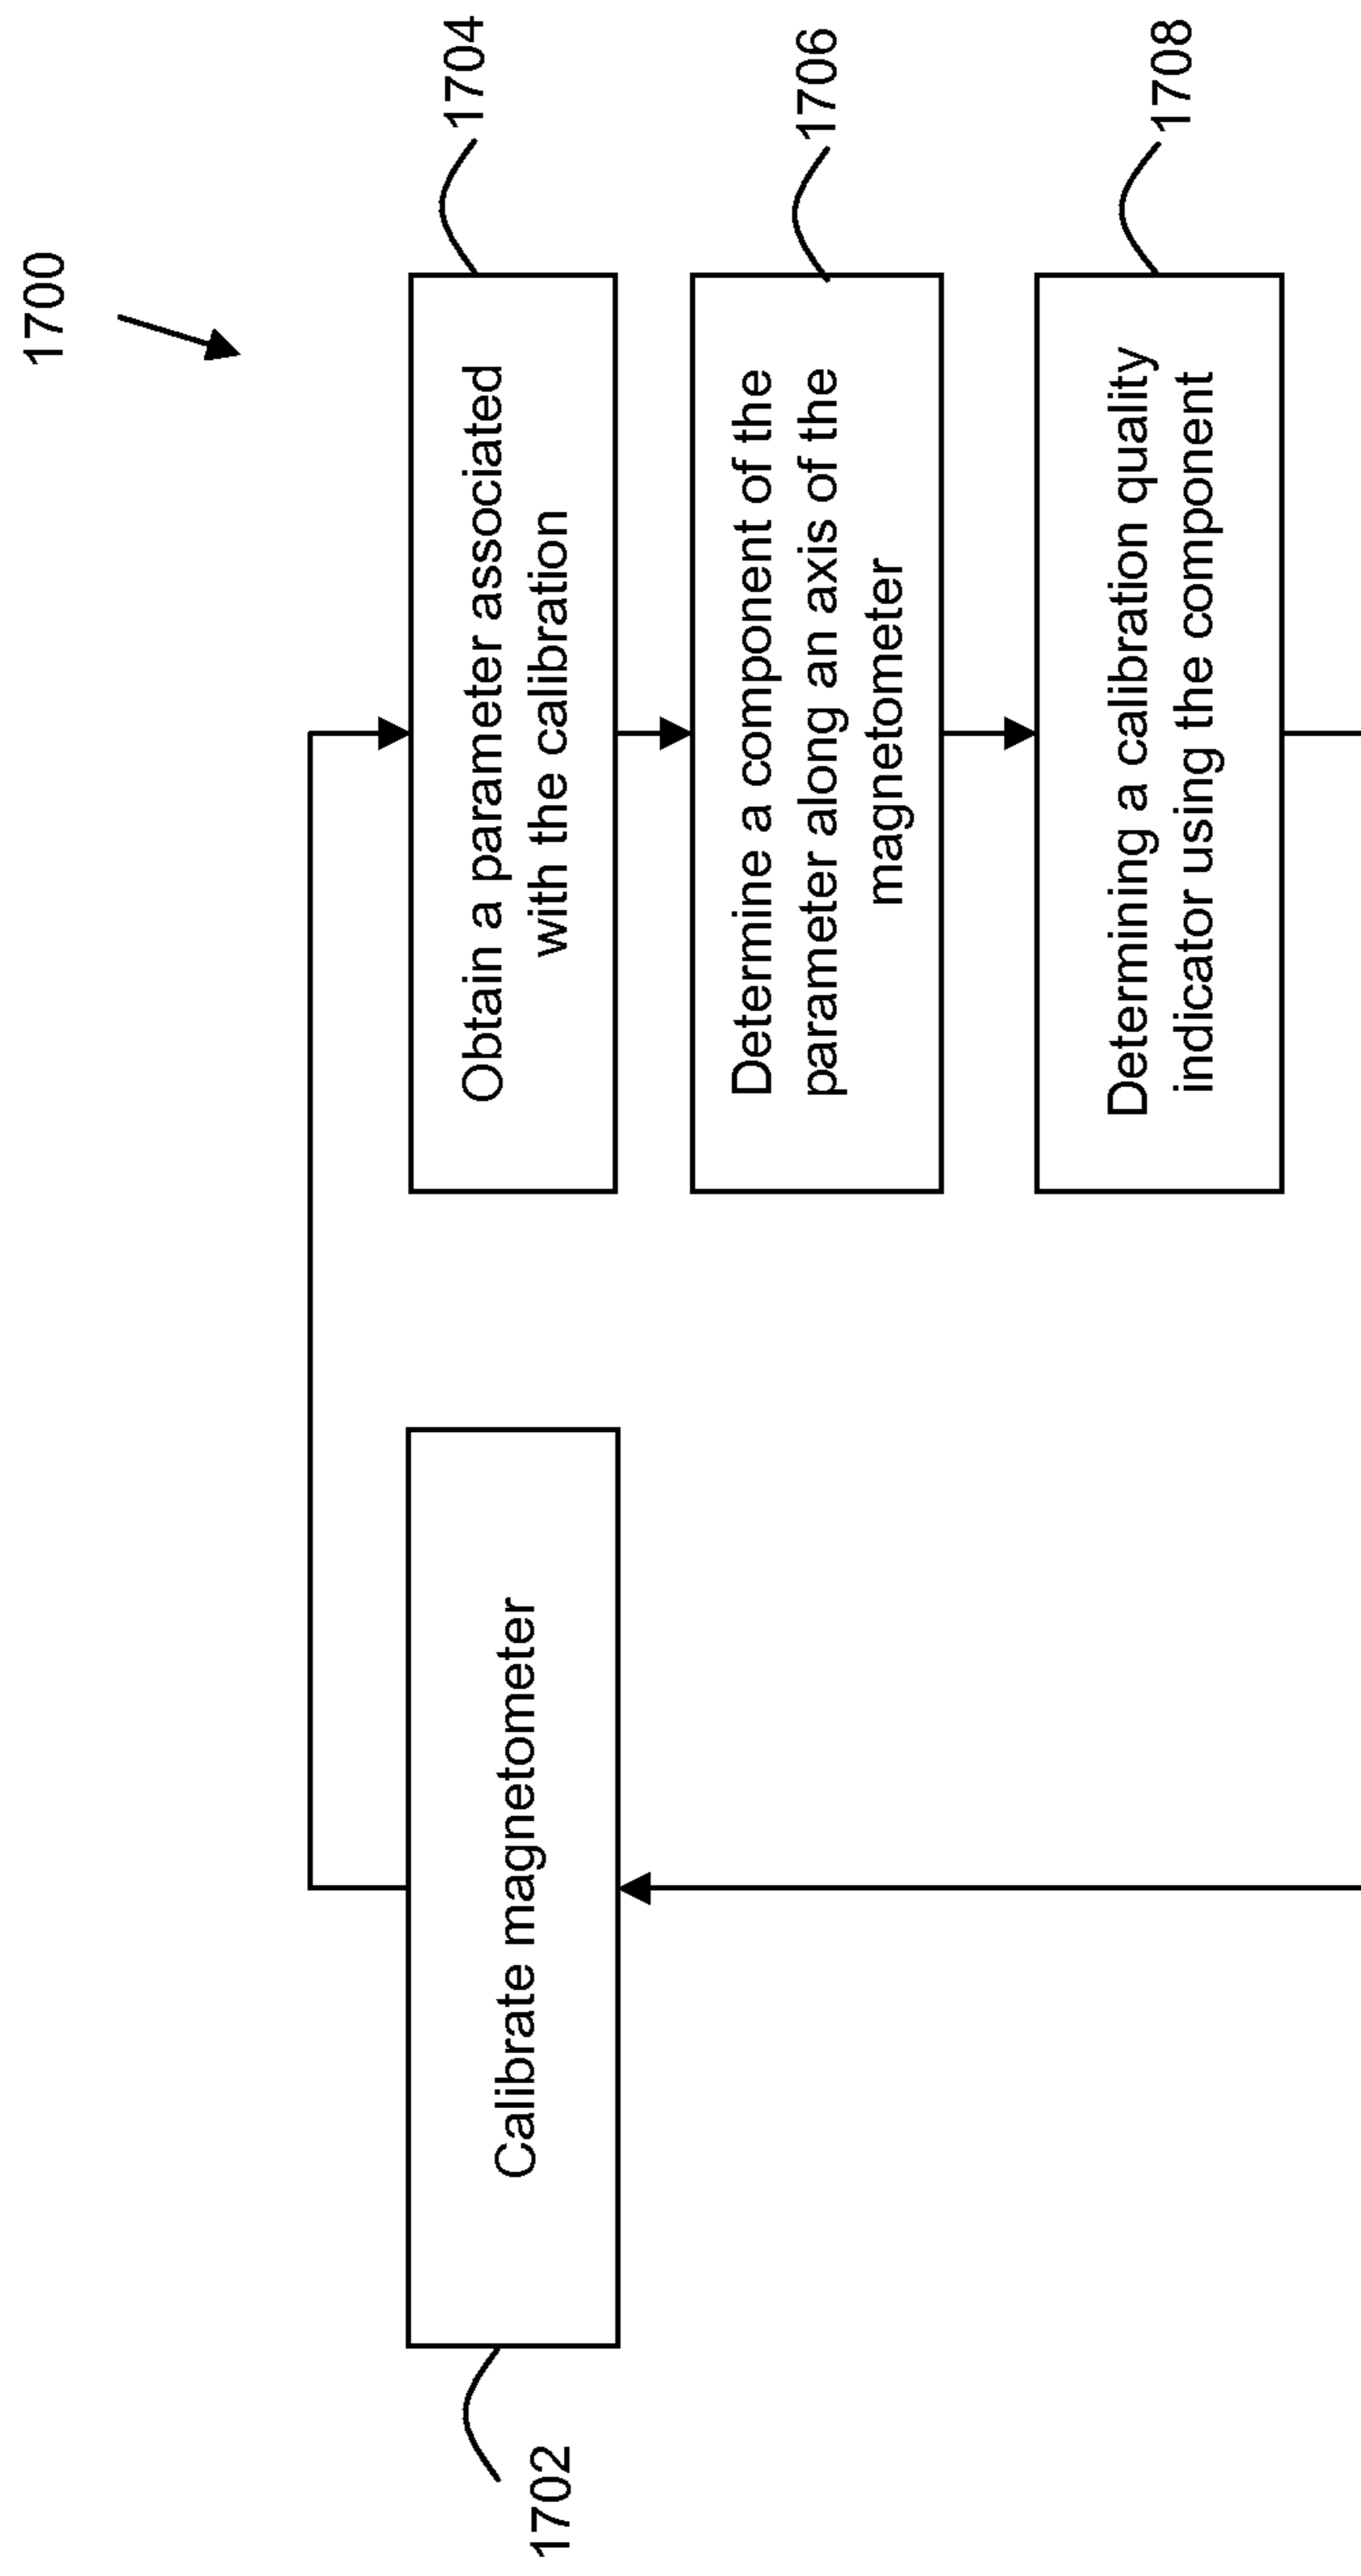 1700
1702
Calibrate magnetometer
1704
Obtain a parameter associated
with the calibration
1706
Determine a component of the
parameter along an axis of the
magnetometer
1708
Determining a calibration quality
indicator using the component